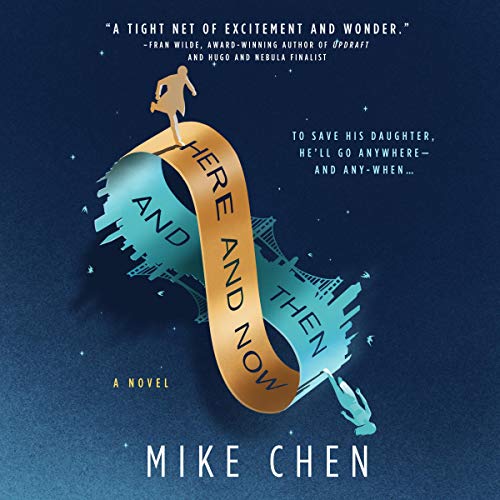 "A TIGHT NET OF EXCITEMENT AND WONDER."
–FRAN WILDE, AWARD-WINNING AUTHOR OF UPDRAFT
AND HUGO AND NEBULA FINALIST
TO SAVE HIS DAUGHTER,
HE'LL GO ANYWHERE—
AND ANY-WHEN...
HERE AND NOW
AND
THEN
A NOVEL
MIKE CHEN